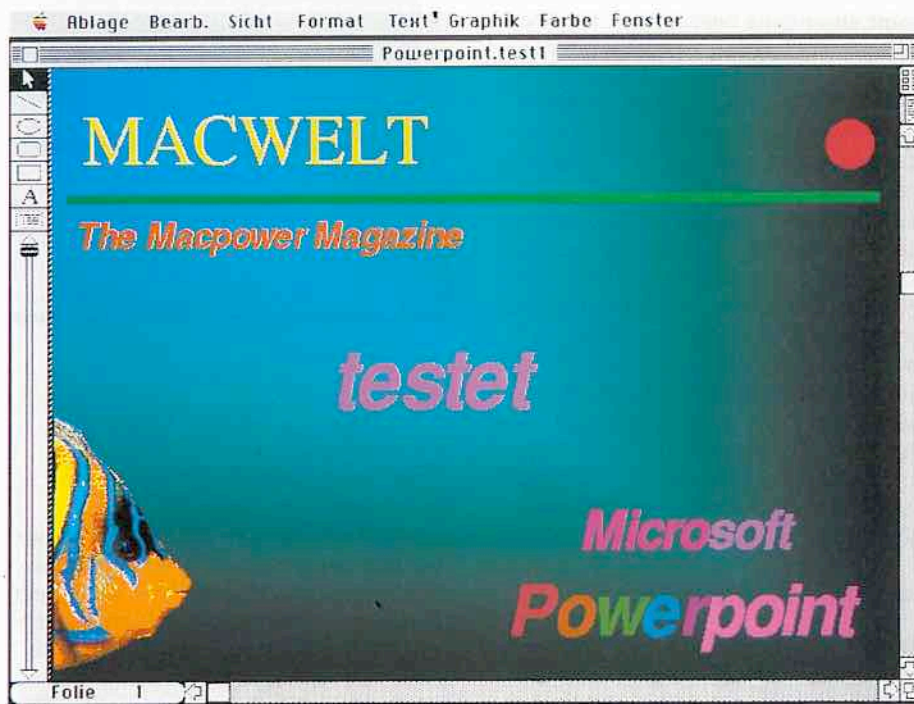 Ablage Bearb. Sicht Format Text Graphik Farbe Fenster
Powerpoint.test1
A
MACWELT
The Macpower Magazine
testet
Microsoft
Powerpoint
Folie 1